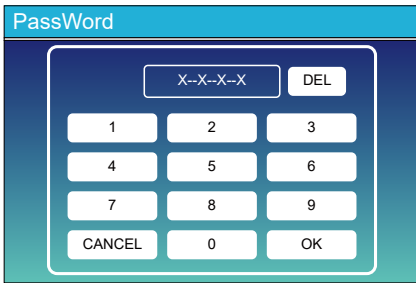 PassWord
X--X--X--X DEL
1 2 3
4 5 6
7 8 9
CANCEL 0 OK